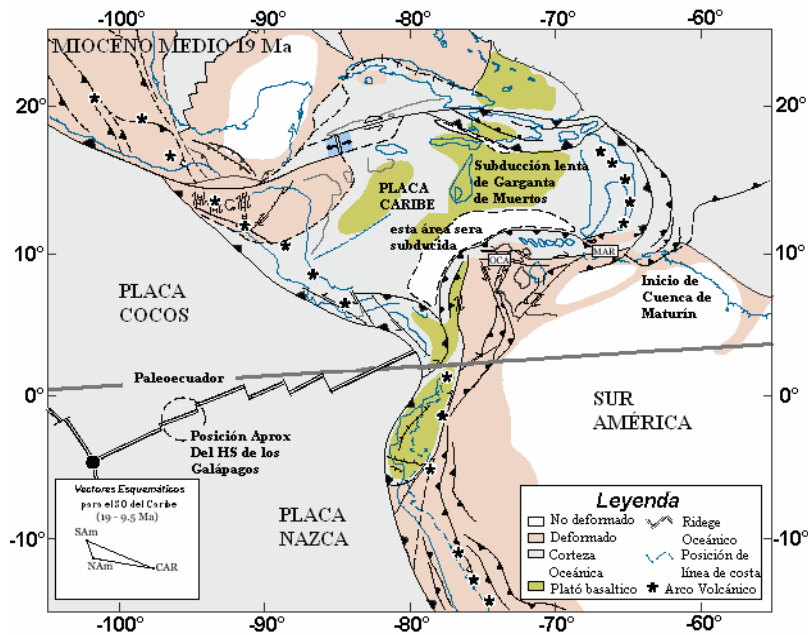 -100° -90° -80° -70° -60°
MIOCENO MEDIO 19 Ma
20° 20°
Subducción lenta
de Garganta
de Muertos
PLACA
CARIBE
esta área sera
subducida
10° 10°
OCA
MAR
Inicio de
Cuenca de
Maturín
PLACA
COCOS
Paleoecuador
0° 0°
SUR
AMÉRICA
Posición Aprox
Del HS de los
Galápagos
PLACA
NAZCA
-10° -10°
Vectores Esquemáticos
para el SO del Caribe
(19 - 9.5 Ma)
SAm
NAm
CAR
Leyenda
No deformado
Deformado
Corteza
Oceánica
Plató basaltico
Ridege
Oceánico
Posición de
línea de costa
Arco Volcánico
-100° -90° -80° -70° -60°